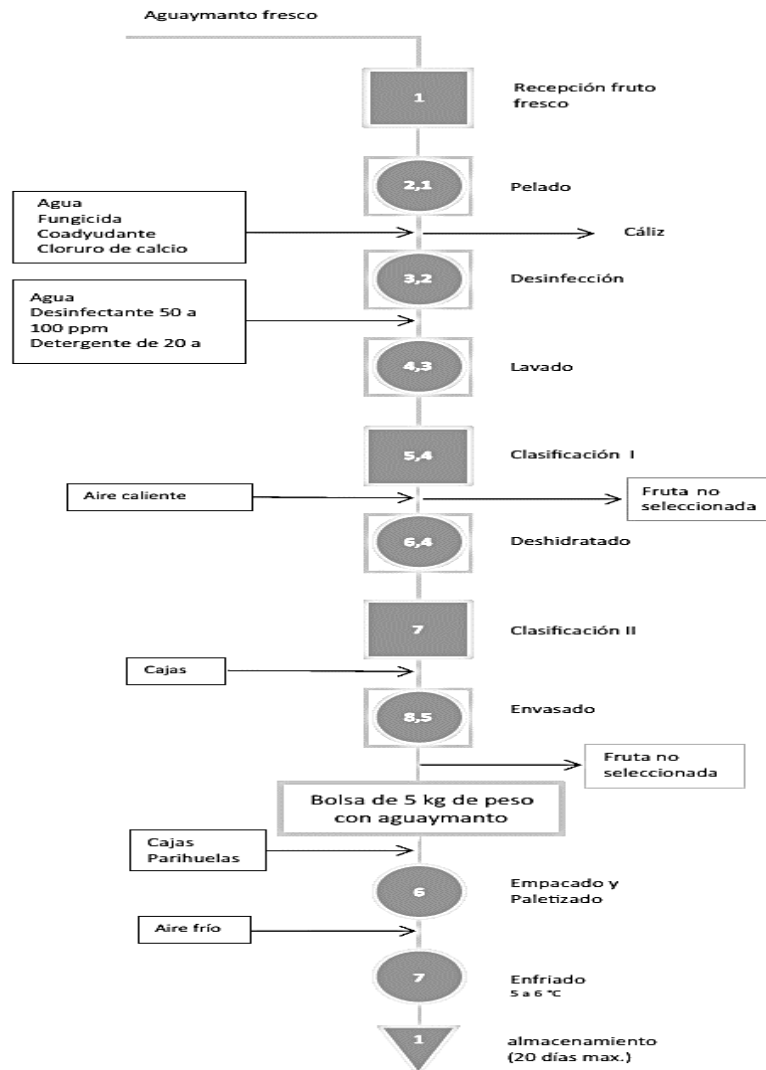 Aguaymanto fresco
1
Recepción fruto
fresco
2,1
Pelado
Agua
Fungicida
Coadyudante
Cloruro de calcio
Cáliz
3,2
Desinfección
Agua
Desinfectante 50 a
100 ppm
Detergente de 20 a
4,3
Lavado
5,4
Clasificación I
Aire caliente
Fruta no
seleccionada
6,4
Deshidratado
7
Clasificación II
Cajas
8,5
Envasado
Fruta no
seleccionada
Bolsa de 5 kg de peso
con aguaymanto
Cajas
Parihuelas
6
Empacado y
Paletizado
Aire frío
7
Enfriado
5 a 6 °C
1
almacenamiento
(20 días max.)